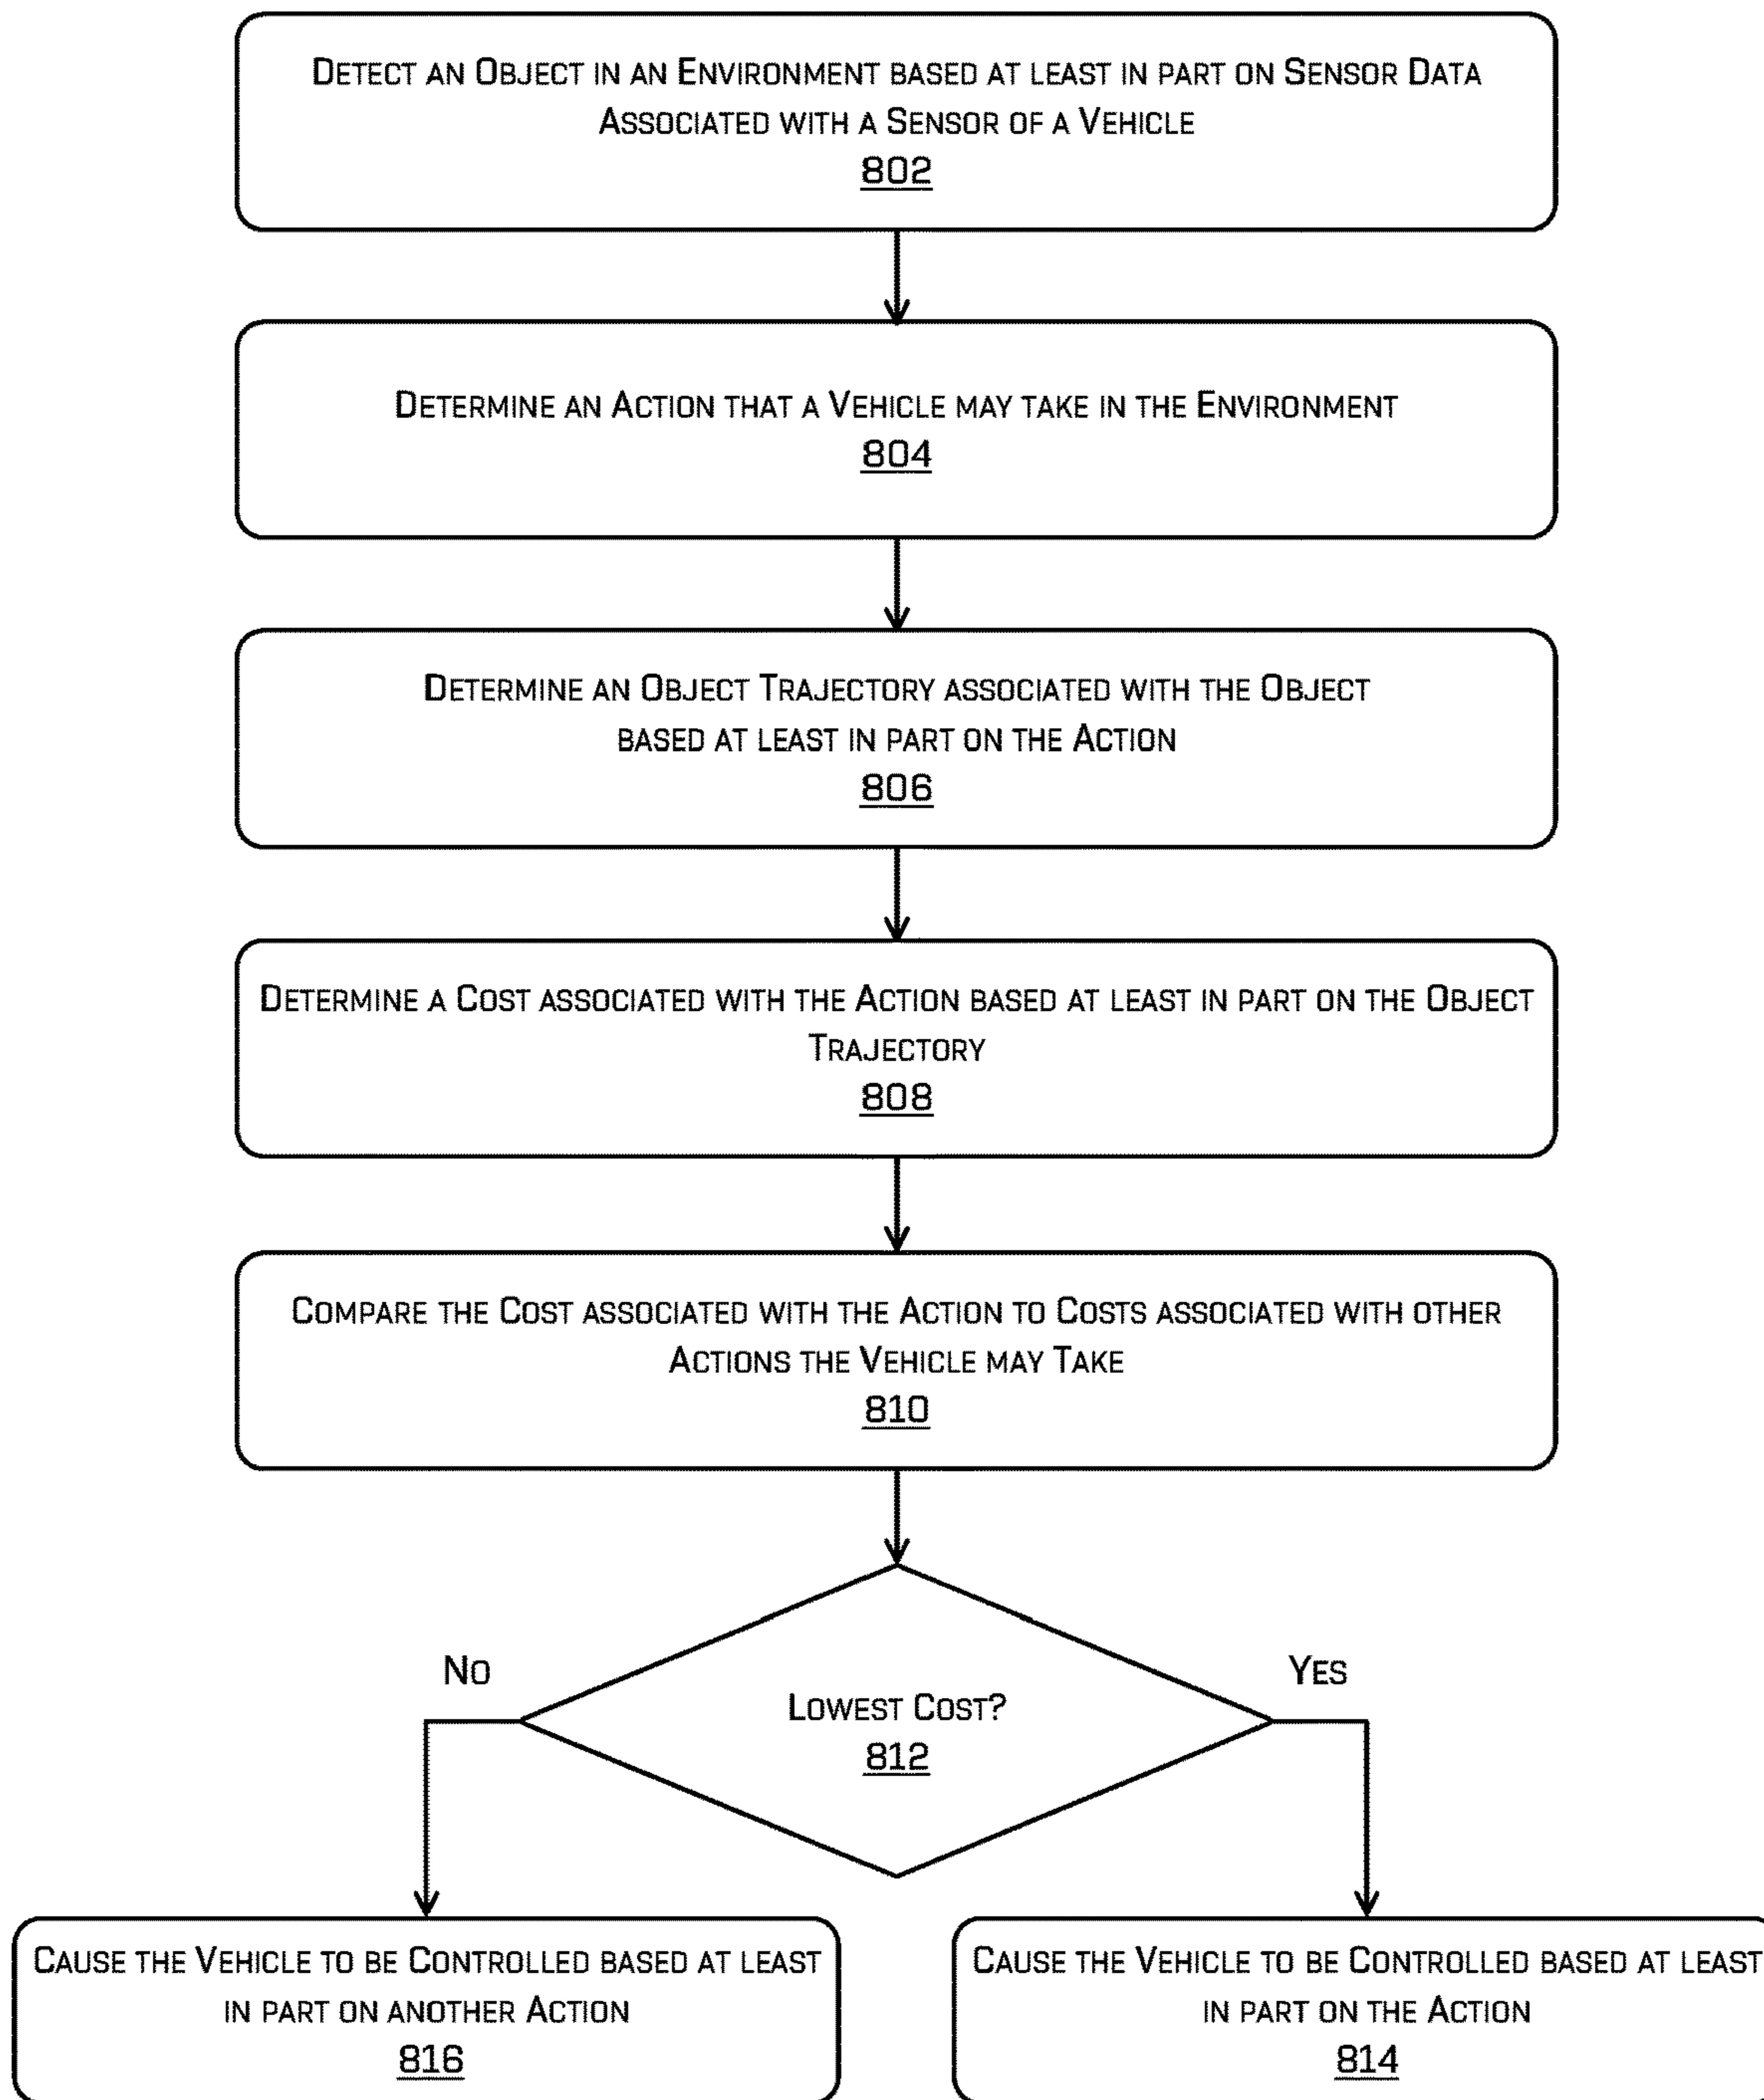 DETECT AN OBJECT IN AN ENVIRONMENT BASED AT LEAST IN PART ON SENSOR DATA
ASSOCIATED WITH A SENSOR OF A VEHICLE
802
DETERMINE AN ACTION THAT A VEHICLE MAY TAKE IN THE ENVIRONMENT
804
DETERMINE AN OBJECT TRAJECTORY ASSOCIATED WITH THE OBJECT
BASED AT LEAST IN PART ON THE ACTION
806
DETERMINE A COST ASSOCIATED WITH THE ACTION BASED AT LEAST IN PART ON THE OBJECT
TRAJECTORY
808
COMPARE THE COST ASSOCIATED WITH THE ACTION TO COSTS ASSOCIATED WITH OTHER
ACTIONS THE VEHICLE MAY TAKE
810
NO
YES
LOWEST COST?
812
CAUSE THE VEHICLE TO BE CONTROLLED BASED AT LEAST
IN PART ON ANOTHER ACTION
816
CAUSE THE VEHICLE TO BE CONTROLLED BASED AT LEAST
IN PART ON THE ACTION
814